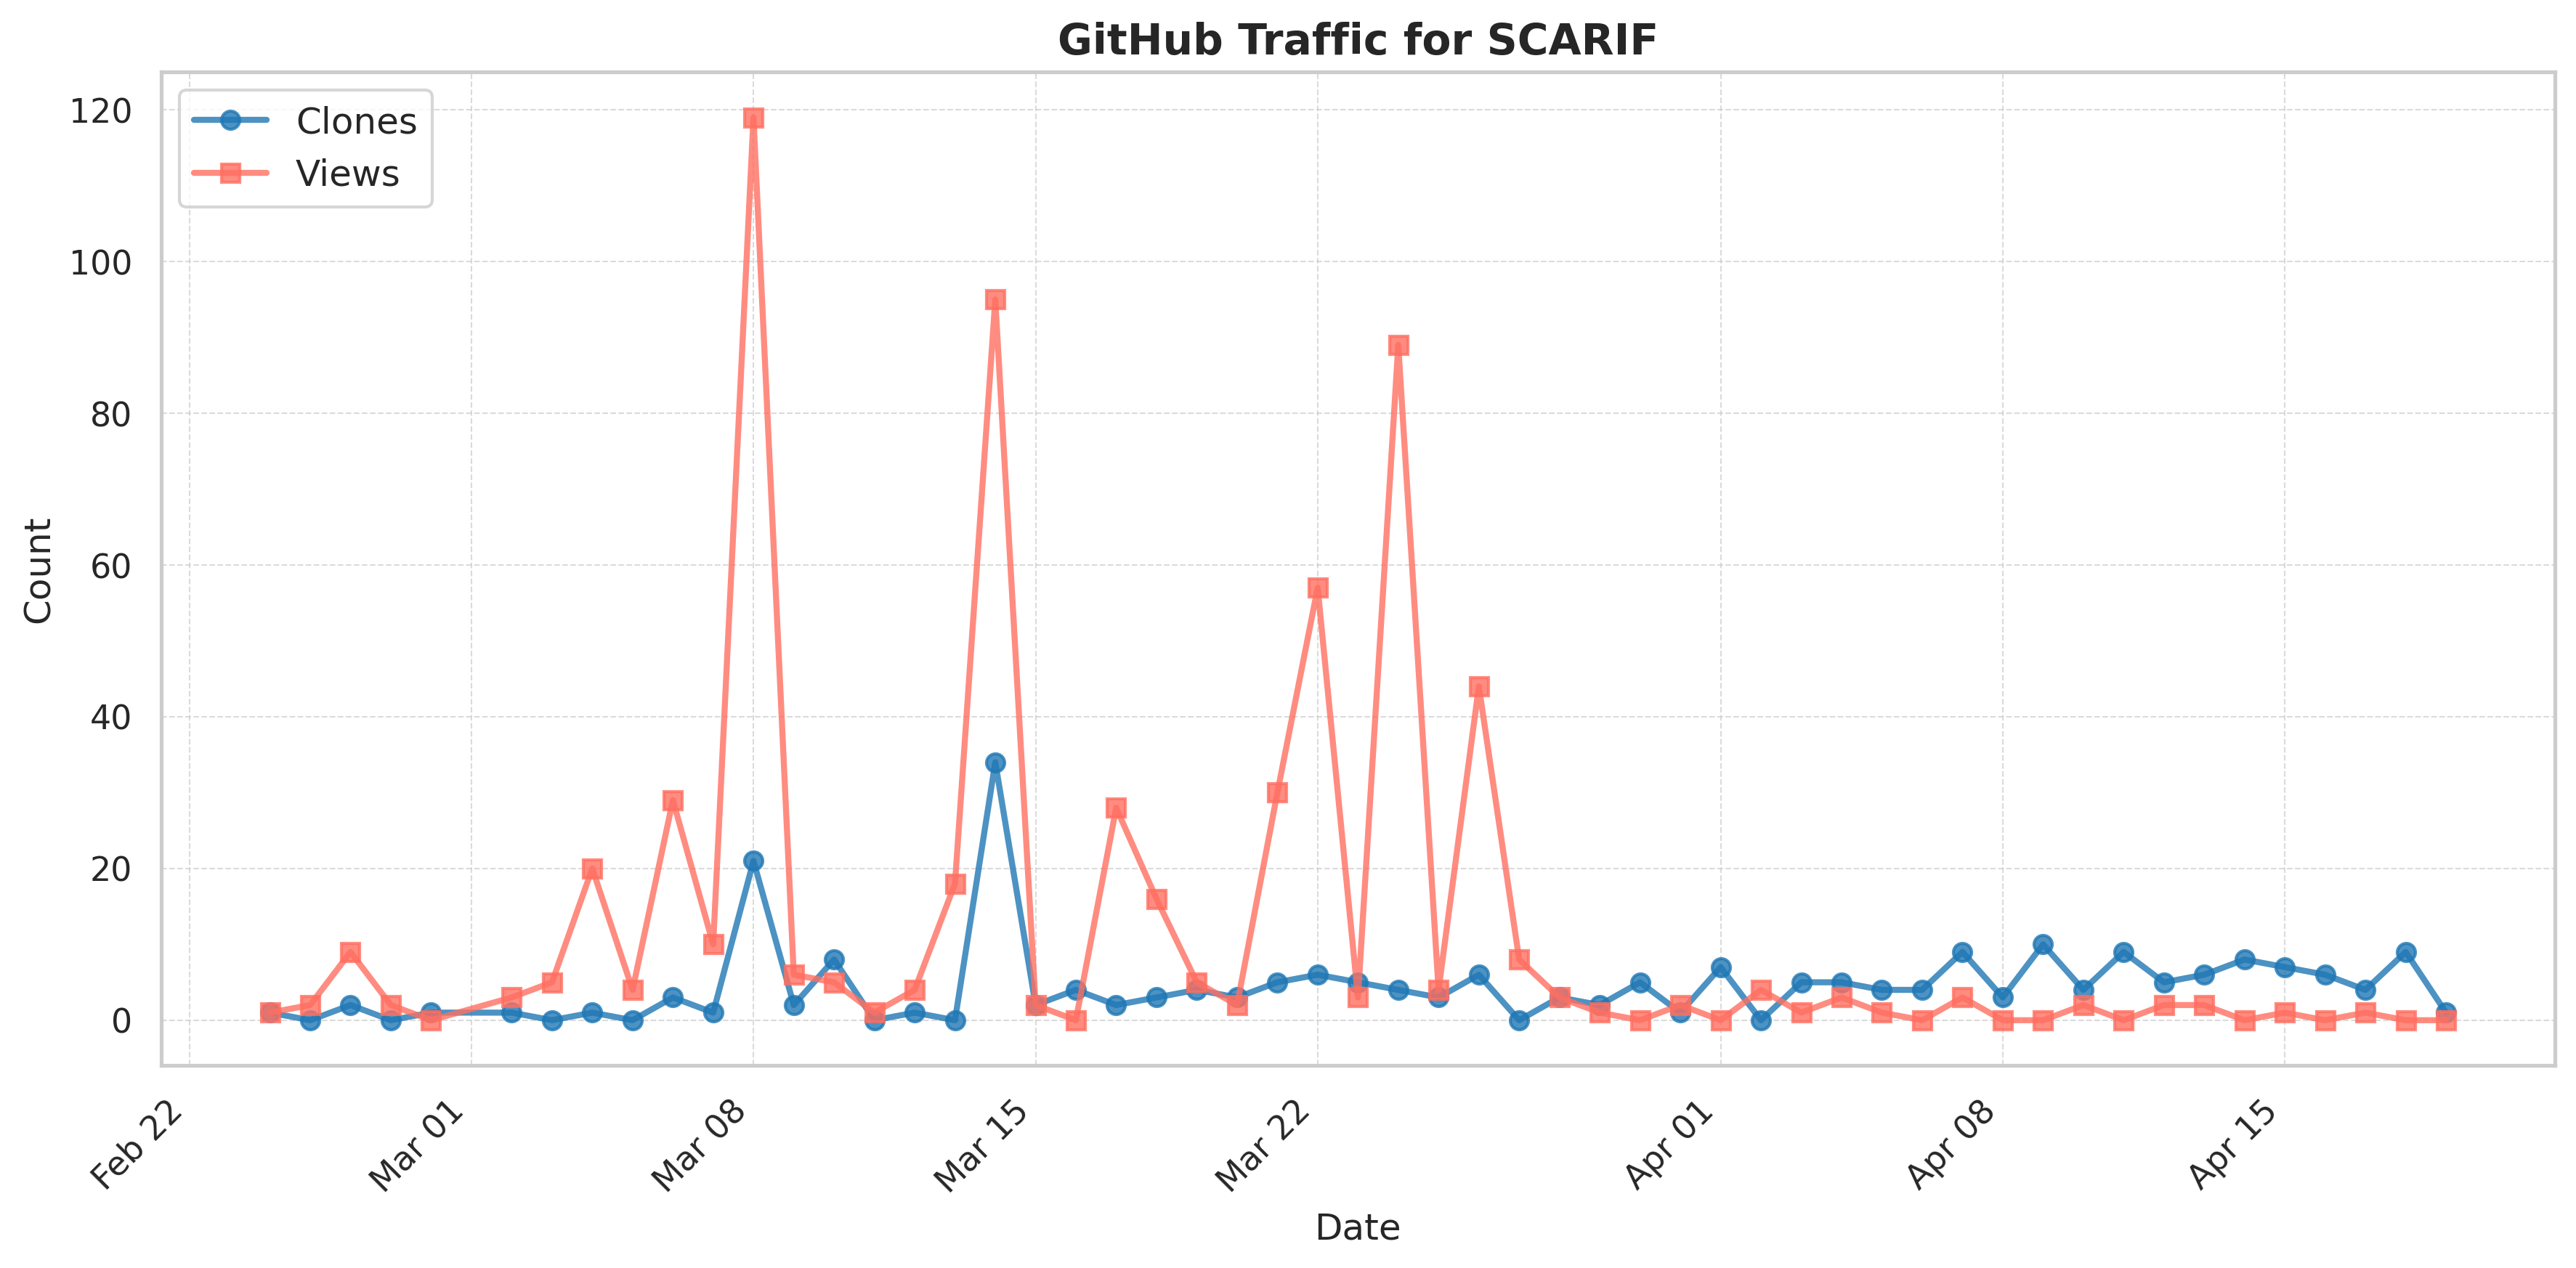 GitHub Traffic for SCARIF
Clones
Views
120
100
80
60
40
20
0
Count
Feb 22
Mar 01
Mar 08
Mar 15
Mar 22
Apr 01
Apr 08
Apr 15
Date